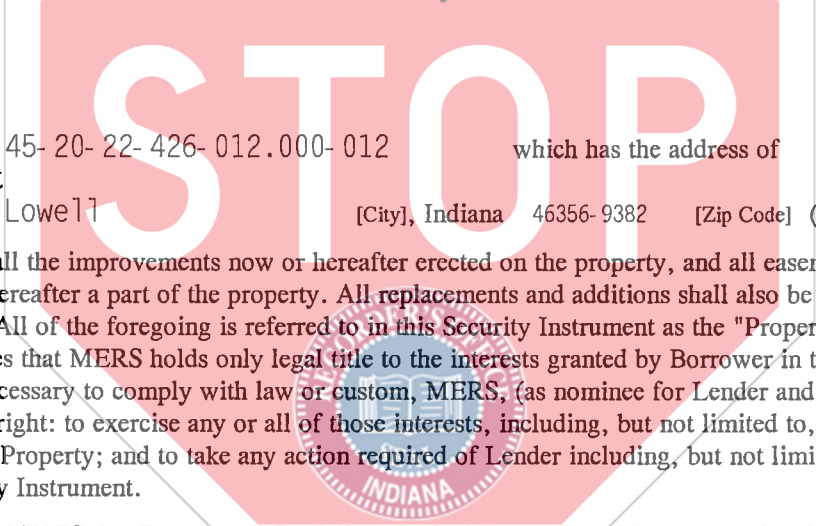 STOP
45-20-22-426-012.000-012 which has the address of
Lowell [City], Indiana 46356-9382 [Zip Code] (
all the improvements now or hereafter erected on the property, and all
ereafter a part of the property. All replacements and additions shall also be
All of the foregoing is referred to in this Security Instrument as the "Proper
es that MERS holds only legal title to the interests granted by Borrower in t
cessary to comply with law or custom, MERS, (as nominee for Lender and
right: to exercise any or all of those interests, including, but not limited to,
Property; and to take any action required of Lender including, but not limi
y Instrument.
INDIANA